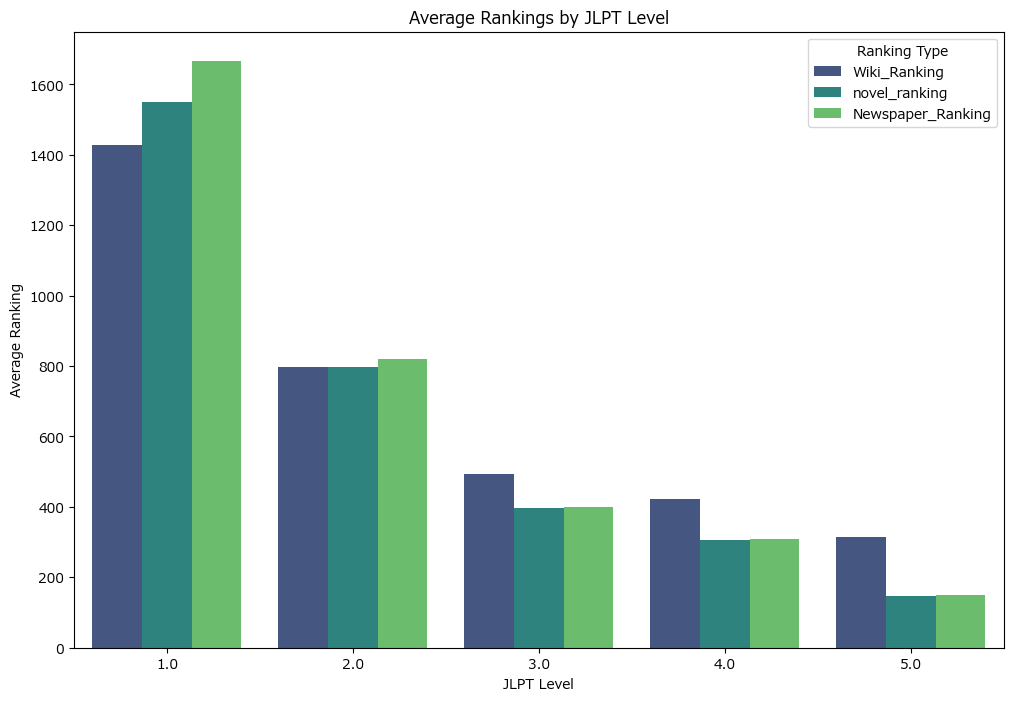 Average Rankings by JLPT Level
Ranking Type
Wiki_Ranking
novel_ranking
Newspaper_Ranking
Average Ranking
1600
1400
1200
1000
800
600
400
200
0
1.0 2.0 3.0 4.0 5.0
JLPT Level